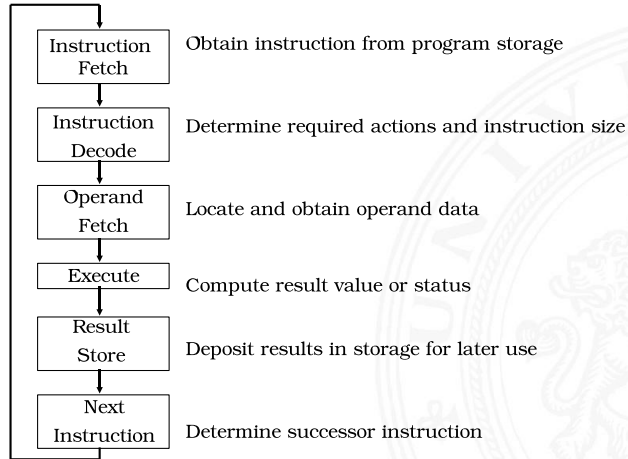 Instruction
Fetch
Obtain instruction from program storage
Instruction
Decode
Determine required actions and instruction size
Operand
Fetch
Locate and obtain operand data
Execute
Compute result value or status
Result
Store
Deposit results in storage for later use
Next
Instruction
Determine successor instruction
& UNIVE